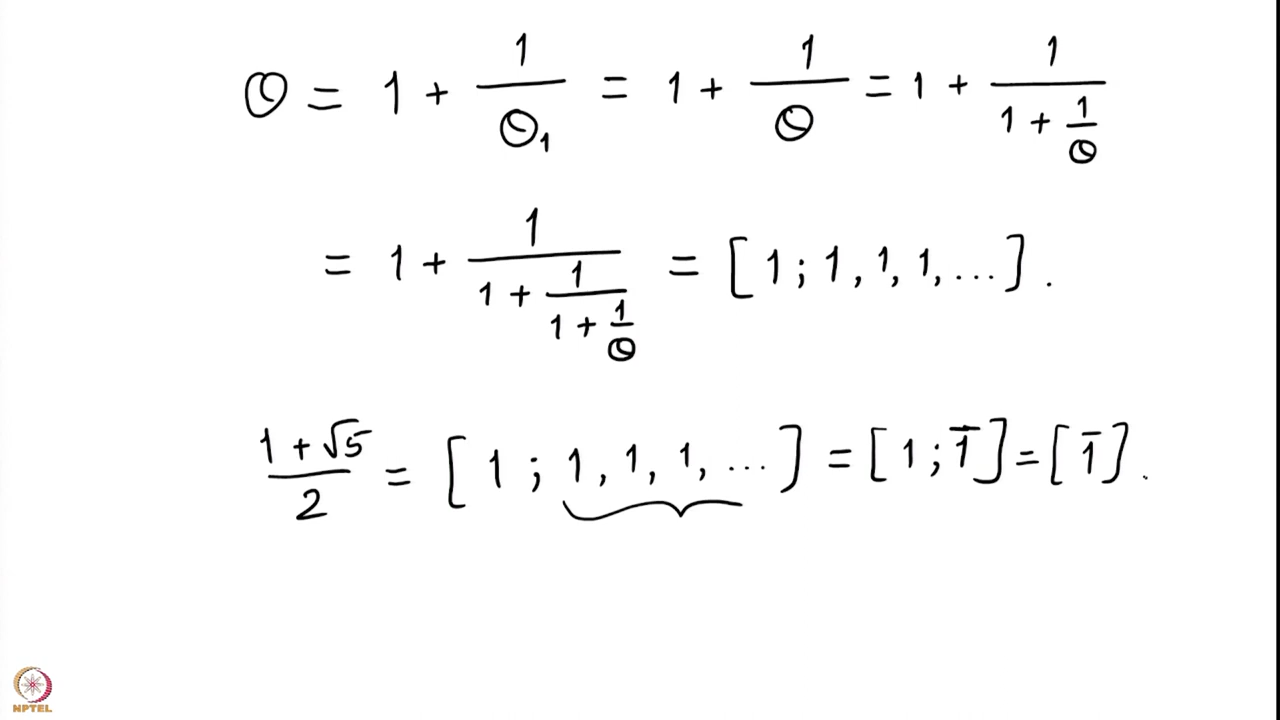 θ = 1 + 1/θ₁ = 1 + 1/θ = 1 + 1/(1 + 1/θ)
= 1 + 1/(1 + 1/(1 + 1/θ)) = [1; 1, 1, 1, ...].
(1 + √5)/2 = [1; 1, 1, 1, ...] = [1; 1̅] = [1̅].
NPTEL